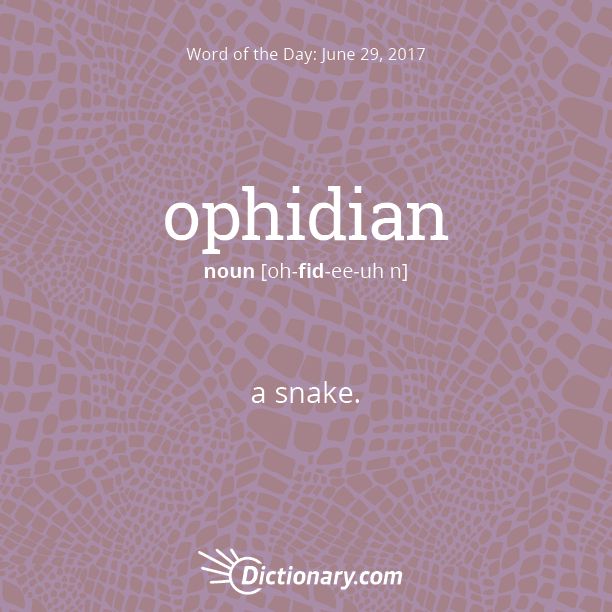 Word of the Day: June 29, 2017
ophidian
noun [oh-fid-ee-uh n]
a snake.
Dictionary.com